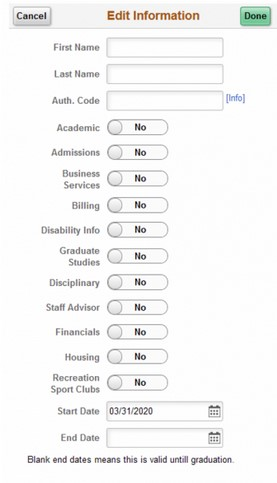 Cancel Edit Information Done
First Name
Last Name
Auth. Code [Info]
Academic No
Admissions No
Business
Services No
Billing No
Disability Info No
Graduate
Studies No
Disciplinary No
Staff Advisor No
Financials No
Housing No
Recreation
Sport Clubs No
Start Date 03/31/2020
End Date
Blank end dates means this is valid untill graduation.